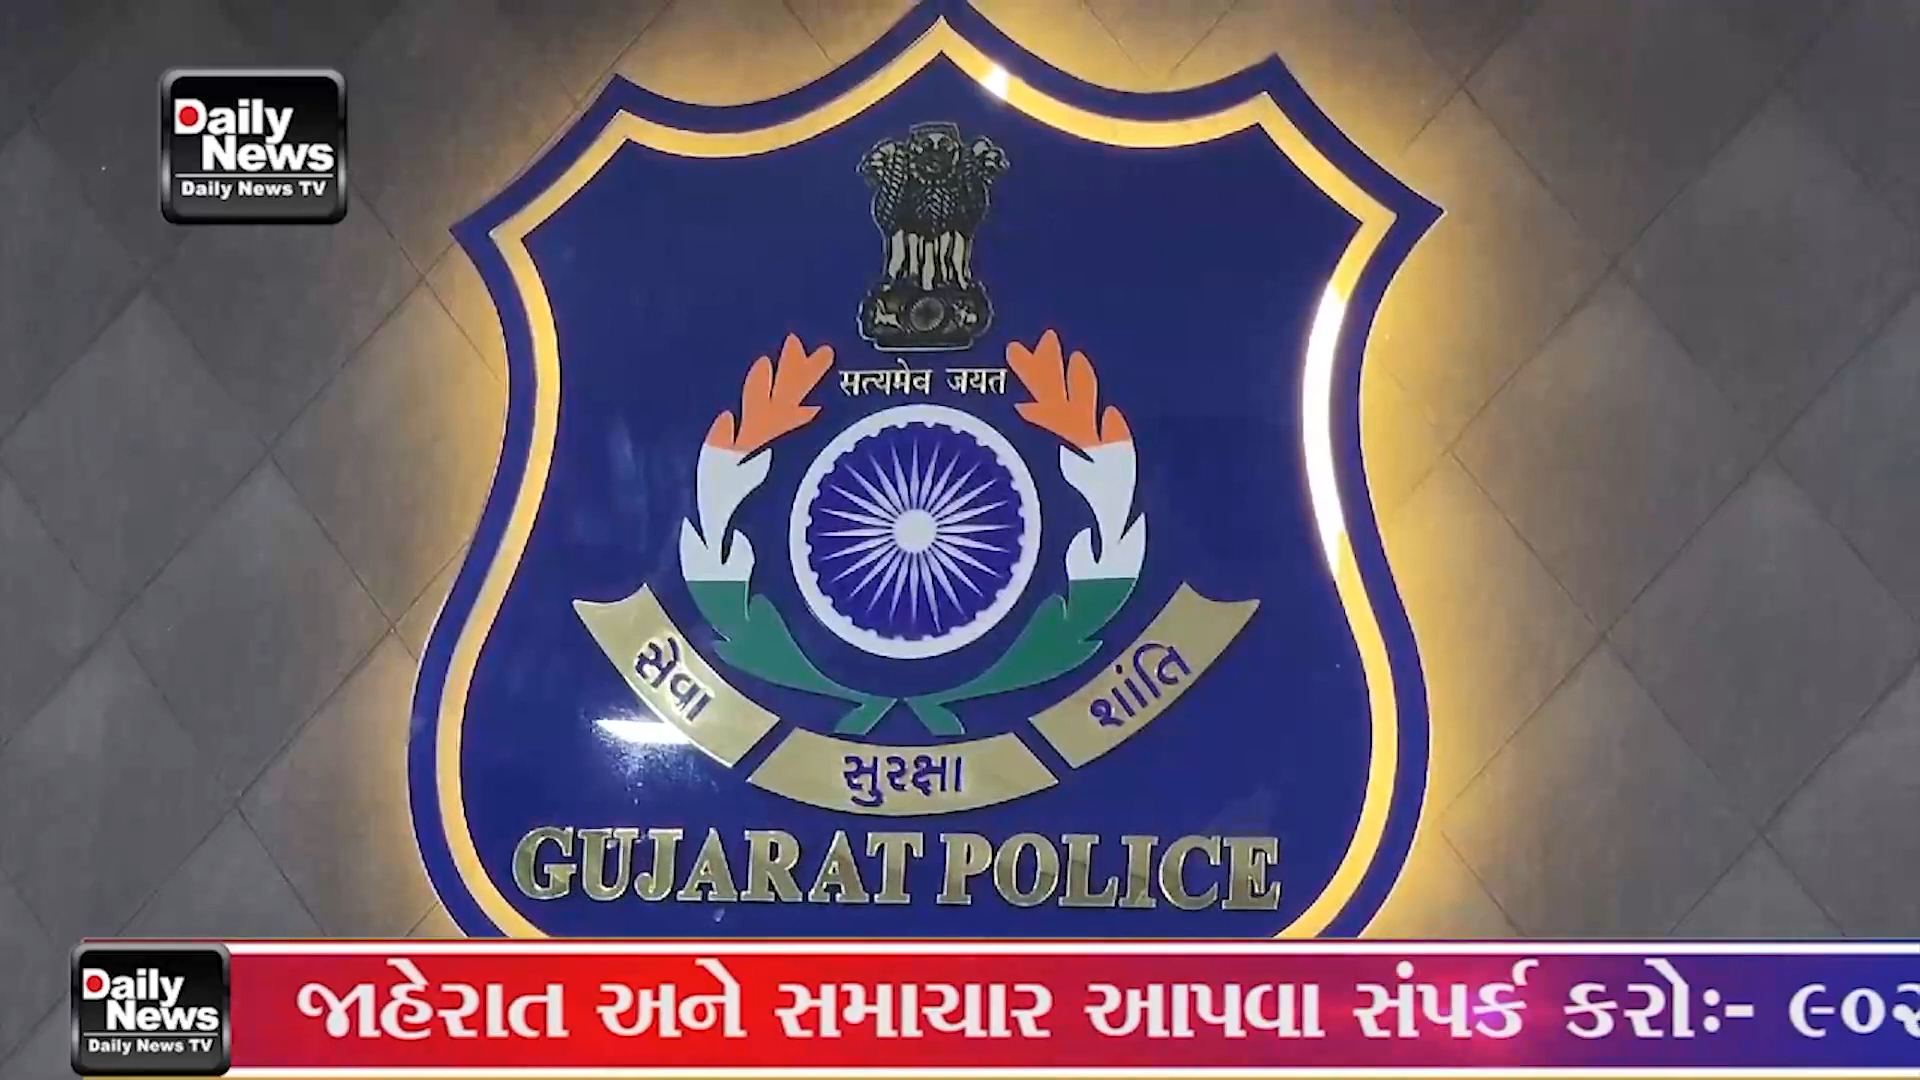 Daily
News
Daily News TV
सत्यमेव जयते
સેવા
સુરક્ષા
શાંતિ
GUJARAT POLICE
Daily
News
Daily News TV
જાહેરાત અને સમાચાર આપવા સંપર્ક કરોઃ- ૯૦૨